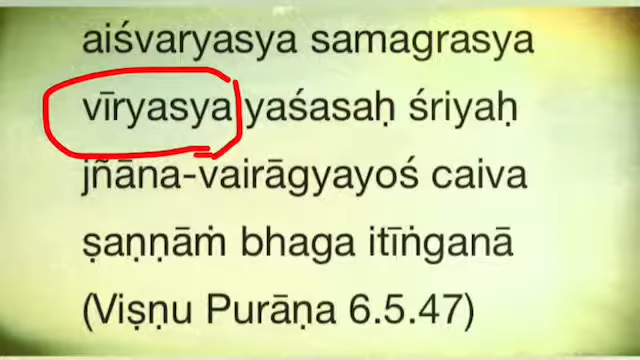 aiśvaryasya samagrasya
vīryasya yaśasaḥ śriyaḥ
jñāna-vairāgyayoś caiva
ṣaṇṇāṁ bhaga itīṅganā
(Viṣṇu Purāṇa 6.5.47)